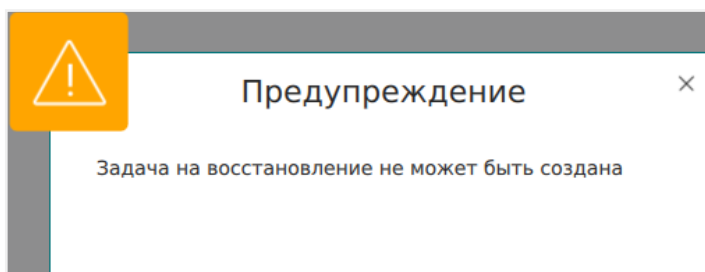 Предупреждение
Задача на восстановление не может быть создана